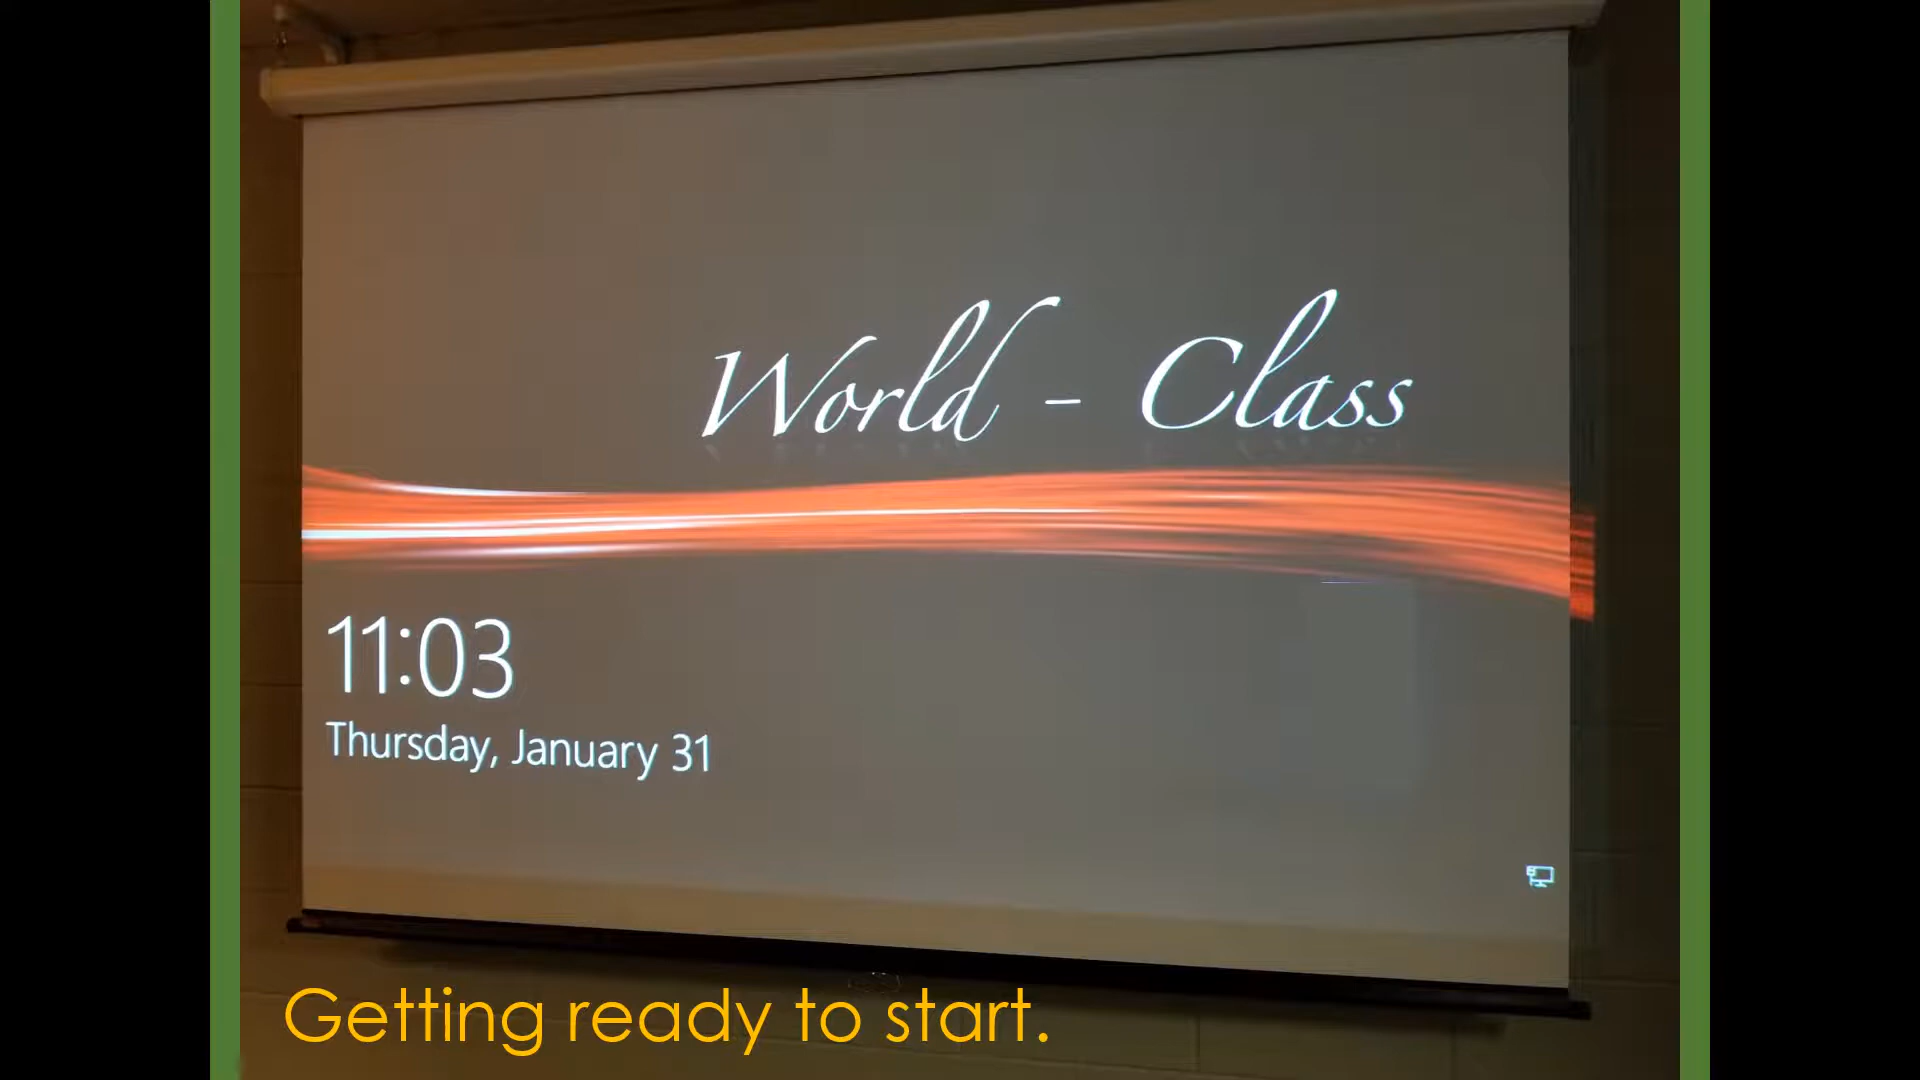 World - Class
11:03
Thursday, January 31
Getting ready to start.